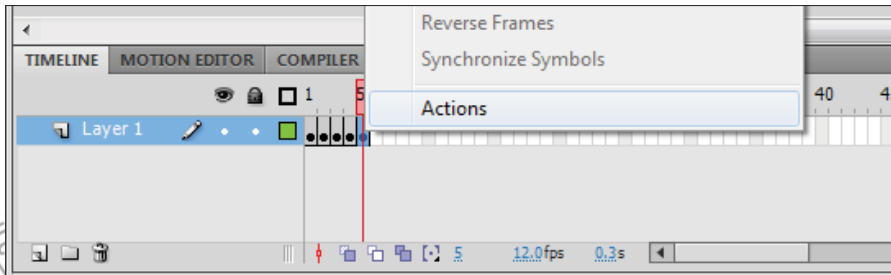 Reverse Frames
TIMELINE MOTION EDITOR COMPILER
Synchronize Symbols
1 5 40 4
Actions
Layer 1
5 12.0fps 0.3s